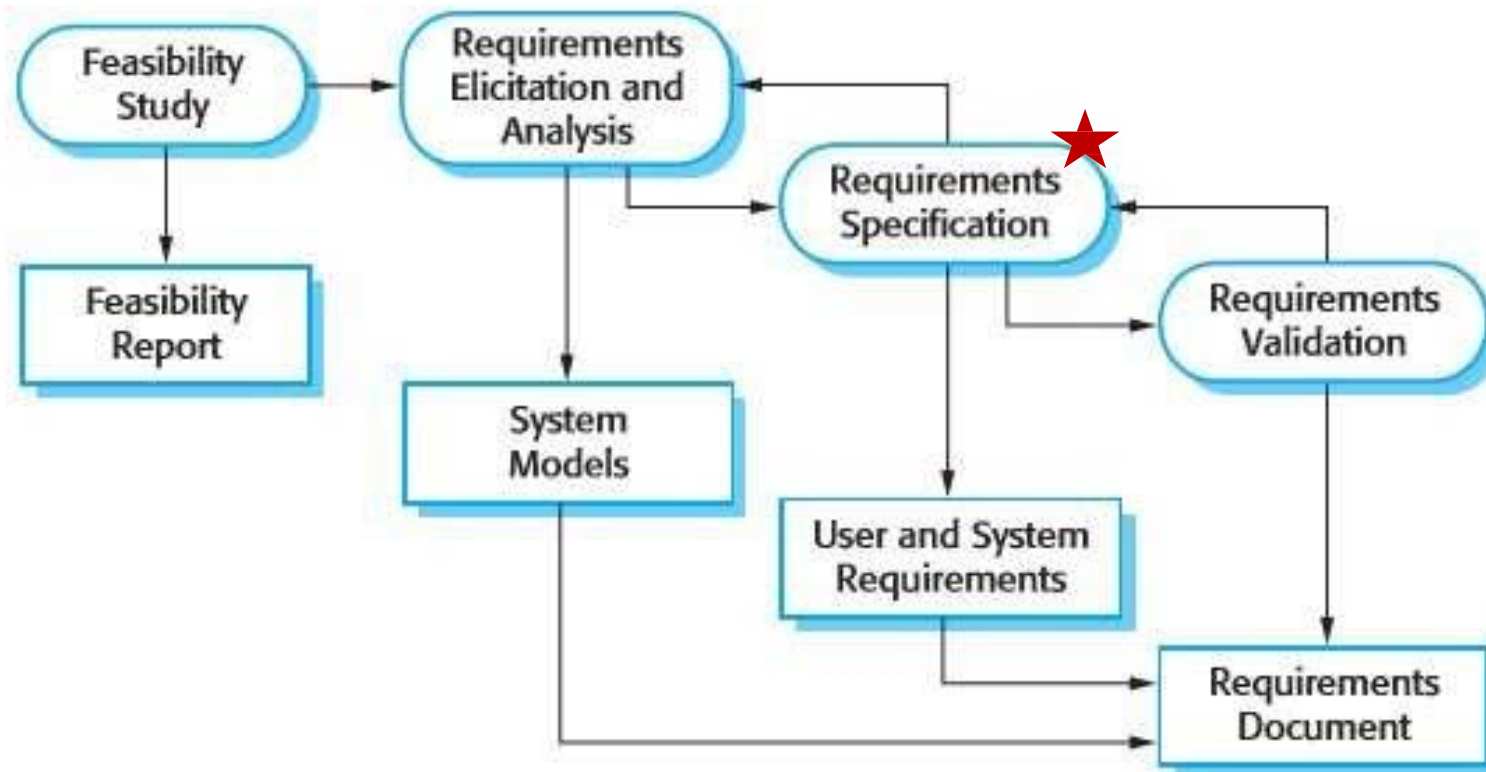 Feasibility
Study
Requirements
Elicitation and
Analysis
Requirements
Specification
Feasibility
Report
Requirements
Validation
System
Models
User and System
Requirements
Requirements
Document